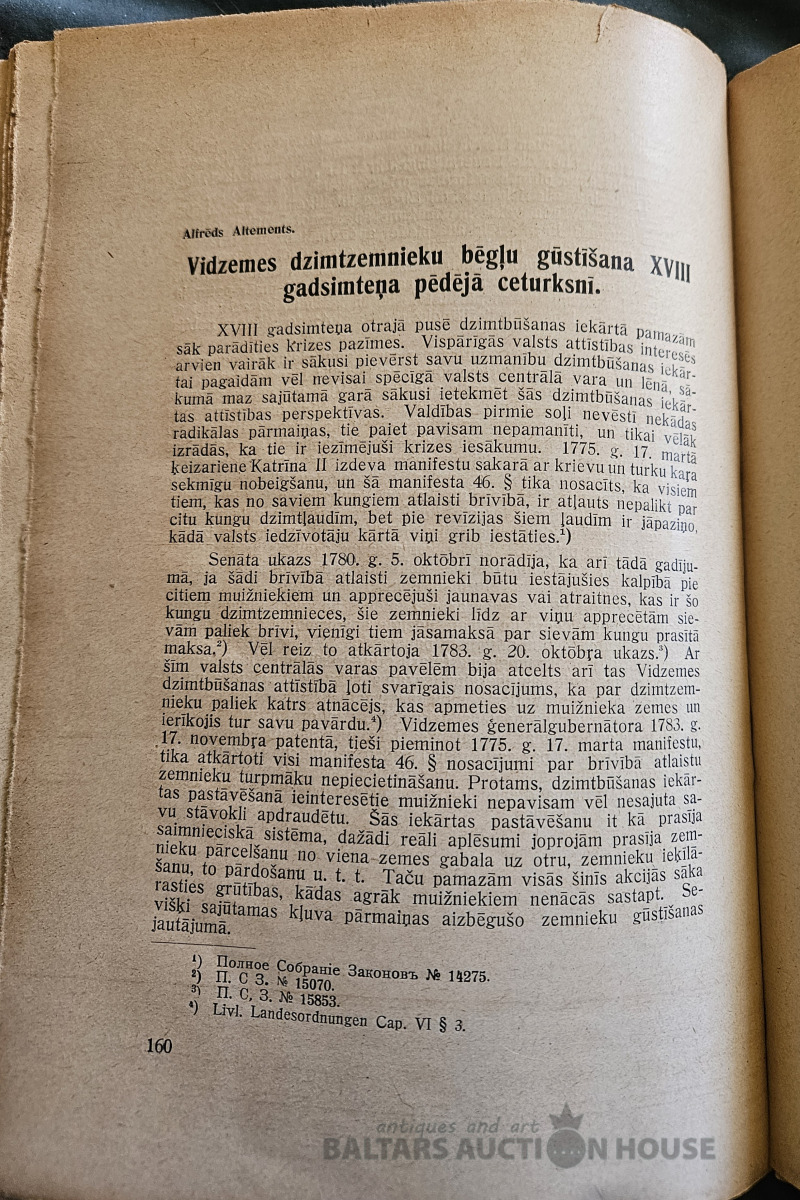 Alfrēds Altements.
Vidzemes dzimtzemnieku bēgļu gūstīšana XVIII
gadsimteņa pēdējā ceturksnī.
XVIII gadsimteņa otrajā pusē dzimtbūšanas iekārtā pamazām
sāk parādīties krizes pazīmes. Vispārīgās valsts attīstības intereses
arvien vairāk ir sākusi pievērst savu uzmanību dzimtbūšanas iekār-
tai pagaidām vēl nevisai spēcīgā valsts centrālā vara un lēnā, sā-
kumā maz sajūtamā garā sākusi ietekmēt šās dzimtbūšanas iekār-
tas attīstības perspektīvas. Valdības pirmie soļi nevēsti nekādas
radikālas pārmaiņas, tie paiet pavisam nepamanīti, un tikai vēlāk
izrādās, ka tie ir iezīmējuši krizes iesākumu. 1775. g. 17. martā
ķeizariene Katrīna II izdeva manifestu sakarā ar krievu un turku kara
sekmīgu nobeigšanu, un šā manifesta 46. § tika nosacīts, ka visiem
tiem, kas no saviem kungiem atlaisti brīvībā, ir atļauts nepalikt par
citu kungu dzimtļaudīm, bet pie revīzijas šiem ļaudīm ir jāpaziņo,
kādā valsts iedzīvotāju kārtā viņi grib iestāties.¹)
Senāta ukazs 1780. g. 5. oktōbrī norādīja, ka arī tādā gadīju-
mā, ja šādi brīvībā atlaisti zemnieki būtu iestājušies kalpībā pie
citiem muižniekiem un apprecējuši jaunavas vai atraitnes, kas ir šo
kungu dzimtzemnieces, šie zemnieki līdz ar viņu apprecētām sie-
vām paliek brīvi, vienīgi tiem jāsamaksā par sievām kungu prasītā
maksa,²) Vēl reiz to atkārtoja 1783. g. 20. oktōbŗa ukazs.³) Ar
šīm valsts centrālās varas pavēlēm bija atcelts arī tas Vidzemes
dzimtbūšanas attīstībā ļoti svarīgais nosacījums, ka par dzimtzem-
nieku paliek katrs atnācējs, kas apmeties uz muižnieka zemes un
ierīkojis tur savu pavārdu.⁴) Vidzemes ģenerālgubernātora 1783. g.
17. novembŗa patentā, tieši pieminot 1775. g. 17. marta manifestu,
tika atkārtoti visi manifesta 46. § nosacījumi par brīvībā atlaistu
zemnieku turpmāku nepiecietināšanu. Protams, dzimtbūšanas iekār-
tas pastāvēšanā ieinteresētie muižnieki nepavisam vēl nesajuta sa-
vu stāvokli apdraudētu. Šās iekārtas pastāvēšanu it kā prasīja
saimnieciskā sistēma, dažādi reāli aplēsumi joprojām prasīja zem-
nieku pārcelšanu no viena zemes gabala uz otru, zemnieku ieķīlā-
šanu, to pārdošanu u. t. t. Taču pamazām visās šinīs akcijās sāka
rasties grūtības, kādas agrāk muižniekiem nenācās sastapt. Se-
višķi sajūtamas kļuva pārmaiņas aizbēgušo zemnieku gūstīšanas
jautājumā.
¹) Полное Собраніе Законовъ № 14275.
²) П. С З. № 15070.
³) П. С, З. № 15853.
⁴) Livl. Landesordnungen Cap. VI § 3.
160
antiques and art
BALTARS AUCTION HOUSE